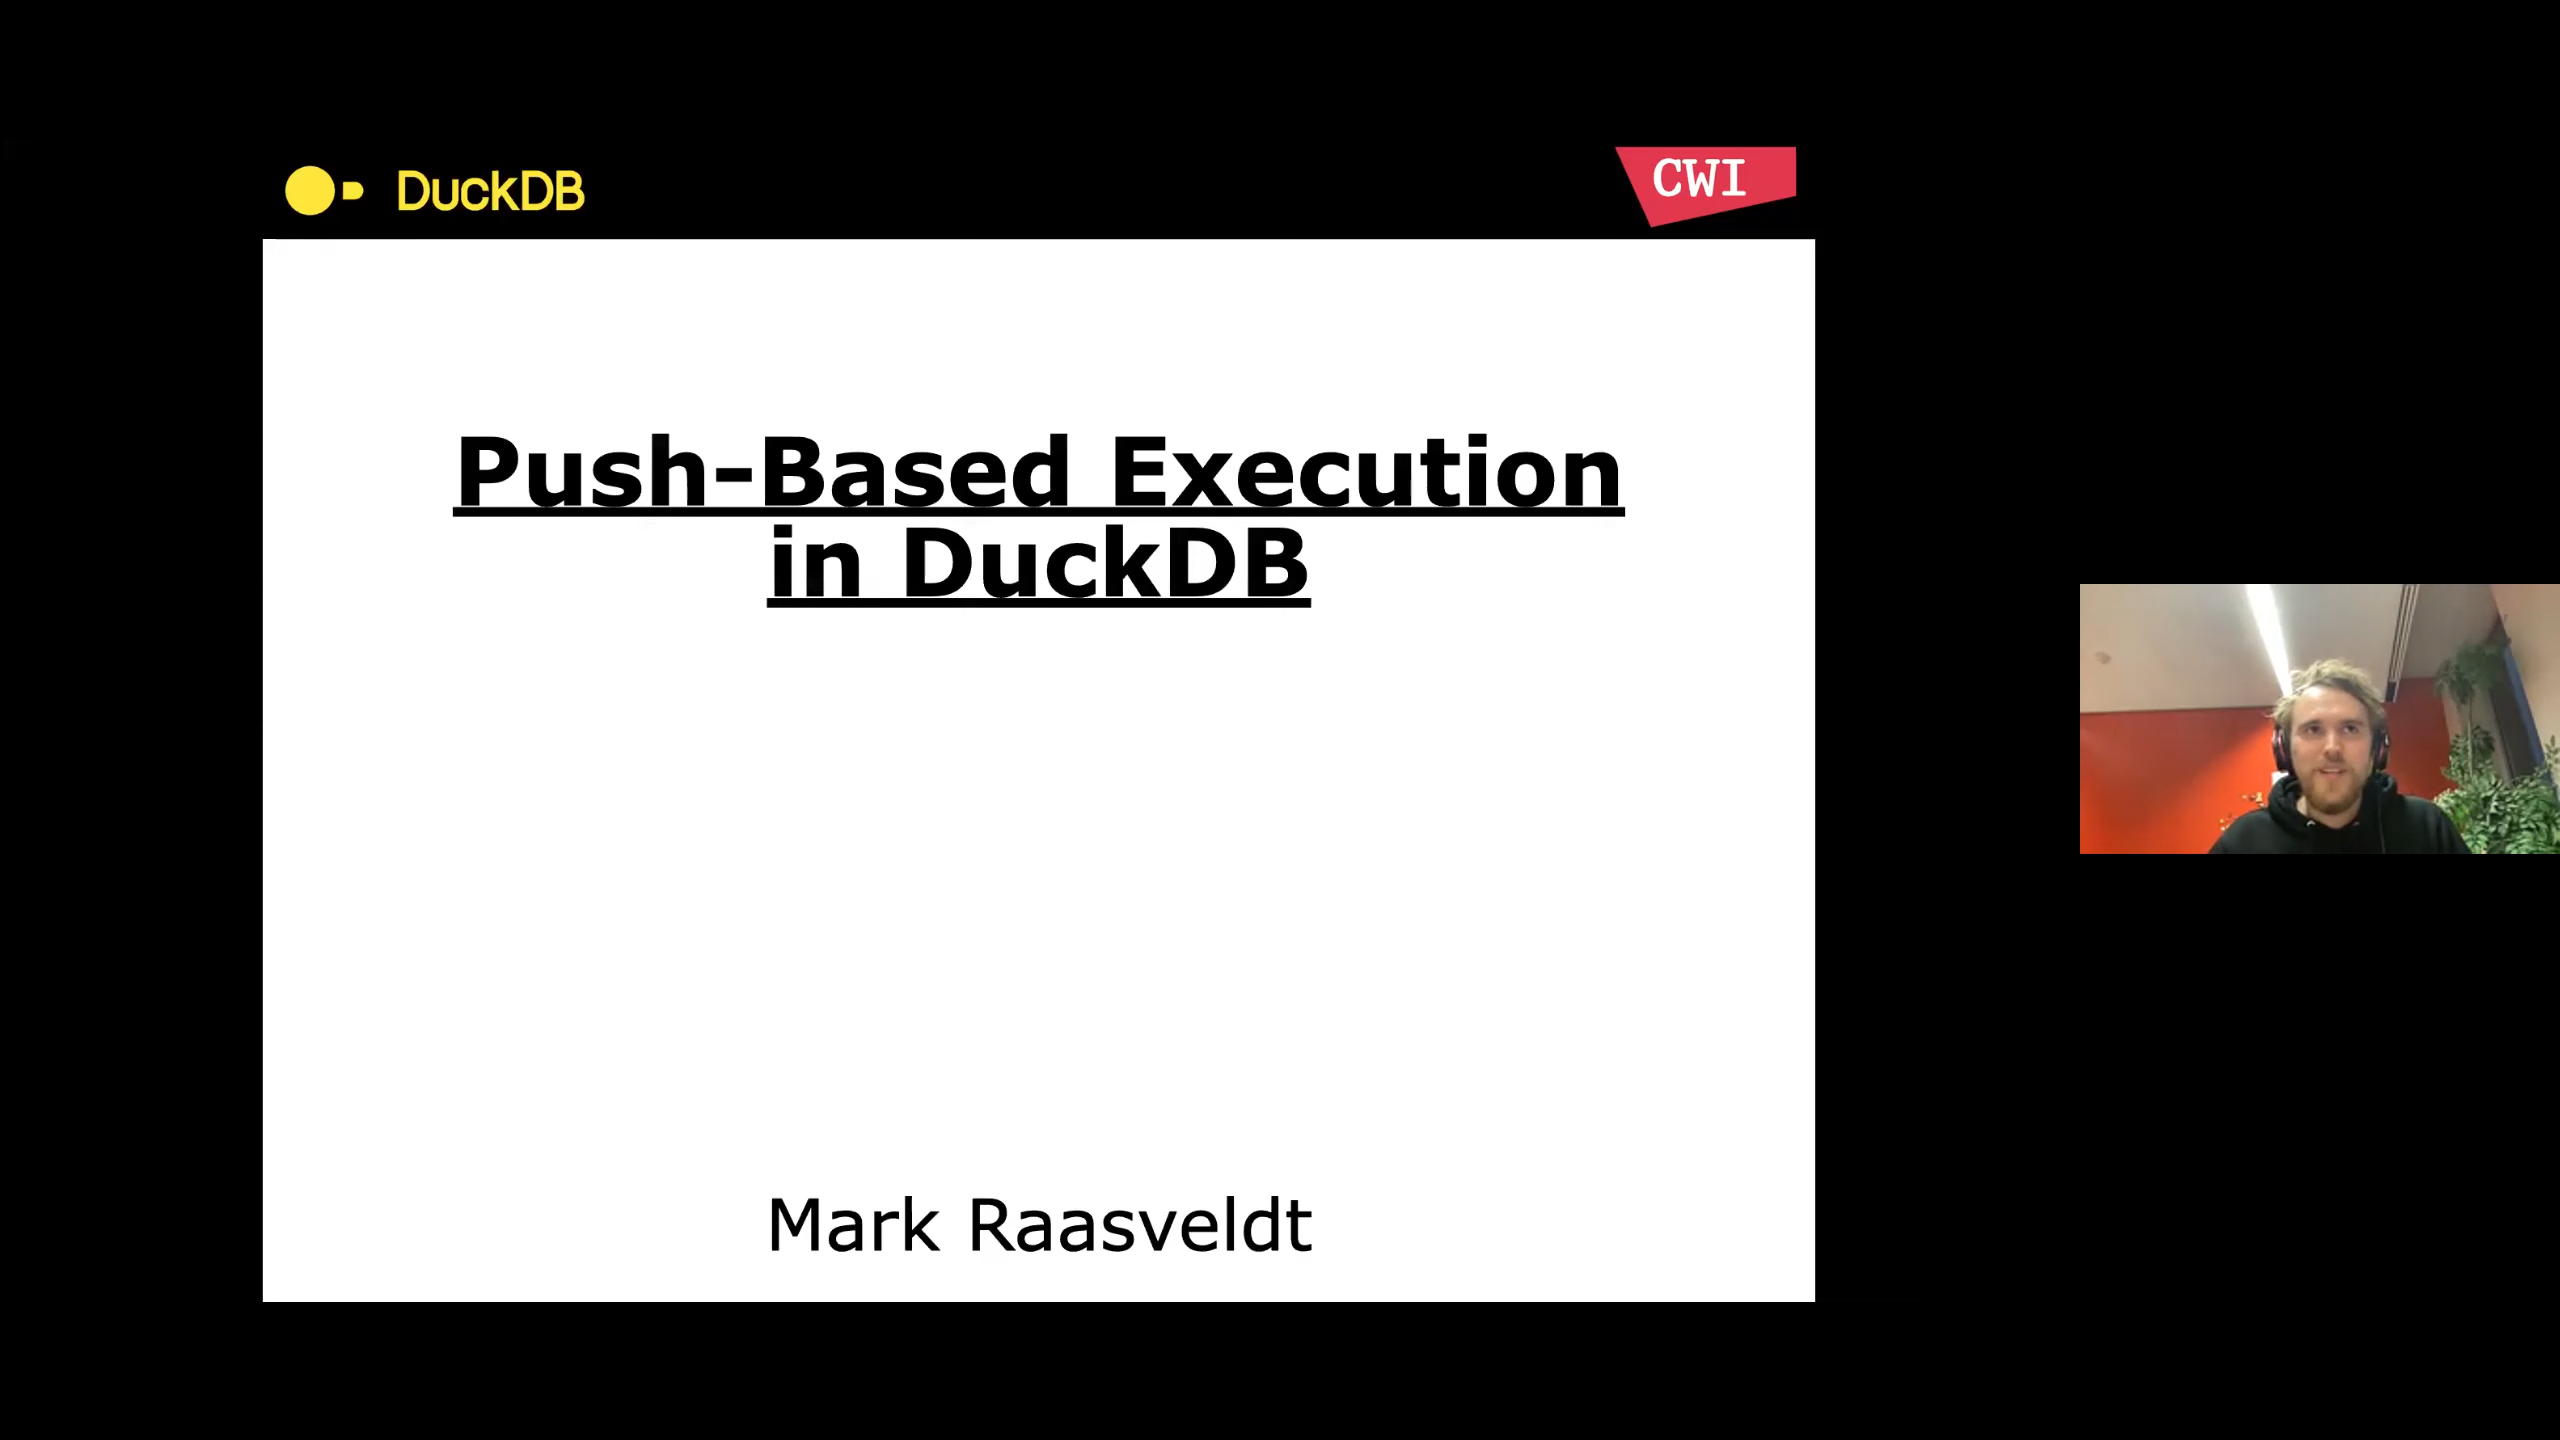 DuckDB
CWI
Push-Based Execution
in DuckDB
Mark Raasveldt